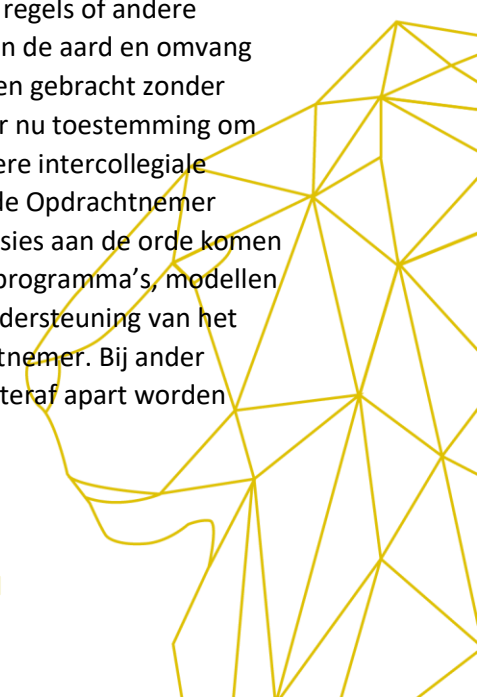 regels of andere
n de aard en omvang
en gebracht zonder
r nu toestemming om
ere intercollegiale
le Opdrachtnemer
sies aan de orde komen
programma's, modellen
dersteuning van het
tnemer. Bij ander
teraf apart worden